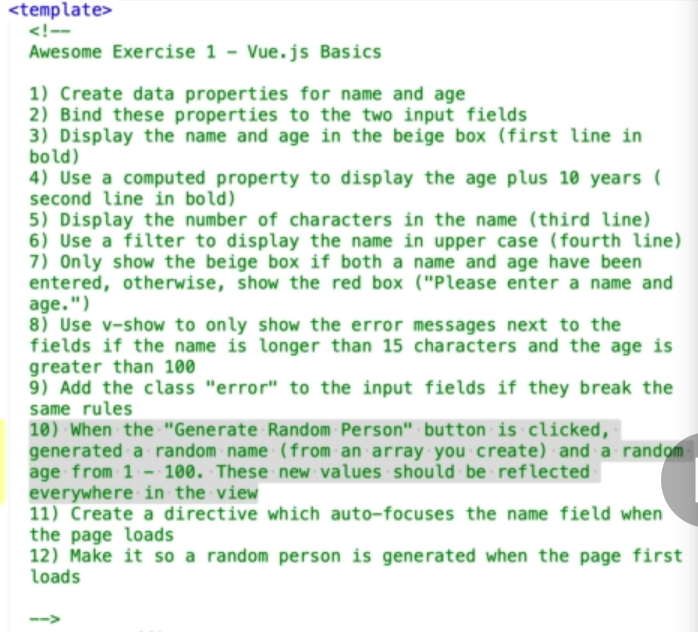 <template>
<!--
Awesome Exercise 1 - Vue.js Basics
1) Create data properties for name and age
2) Bind these properties to the two input fields
3) Display the name and age in the beige box (first line in
bold)
4) Use a computed property to display the age plus 10 years (
second line in bold)
5) Display the number of characters in the name (third line)
6) Use a filter to display the name in upper case (fourth line)
7) Only show the beige box if both a name and age have been
entered, otherwise, show the red box ("Please enter a name and
age.")
8) Use v-show to only show the error messages next to the
fields if the name is longer than 15 characters and the age is
greater than 100
9) Add the class "error" to the input fields if they break the
same rules
10) When the "Generate Random Person" button is clicked,
generated a random name (from an array you create) and a random
age from 1 - 100. These new values should be reflected
everywhere in the view
11) Create a directive which auto-focuses the name field when
the page loads
12) Make it so a random person is generated when the page first
loads
-->